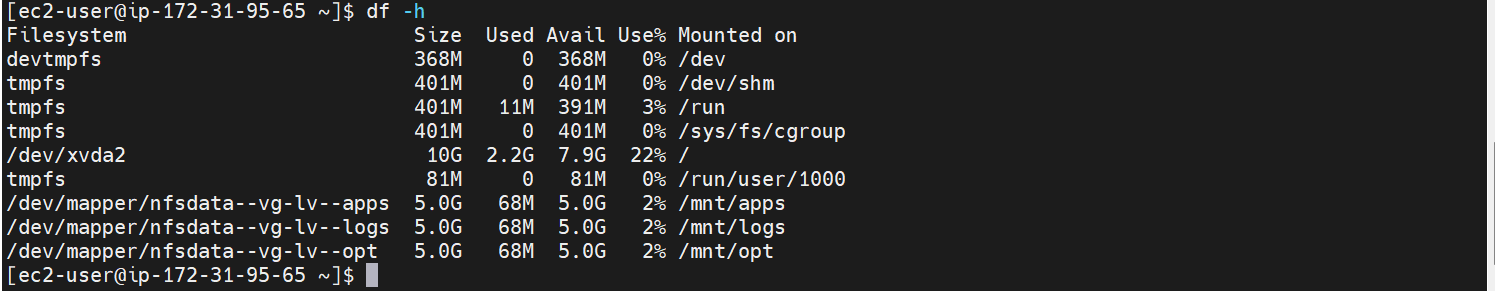 [ec2-user@ip-172-31-95-65 ~]$ df -h
Filesystem                        Size  Used Avail Use% Mounted on
devtmpfs                          368M     0  368M   0% /dev
tmpfs                             401M     0  401M   0% /dev/shm
tmpfs                             401M   11M  391M   3% /run
tmpfs                             401M     0  401M   0% /sys/fs/cgroup
/dev/xvda2                         10G  2.2G  7.9G  22% /
tmpfs                              81M     0   81M   0% /run/user/1000
/dev/mapper/nfsdata--vg-lv--apps  5.0G   68M  5.0G   2% /mnt/apps
/dev/mapper/nfsdata--vg-lv--logs  5.0G   68M  5.0G   2% /mnt/logs
/dev/mapper/nfsdata--vg-lv--opt   5.0G   68M  5.0G   2% /mnt/opt
[ec2-user@ip-172-31-95-65 ~]$